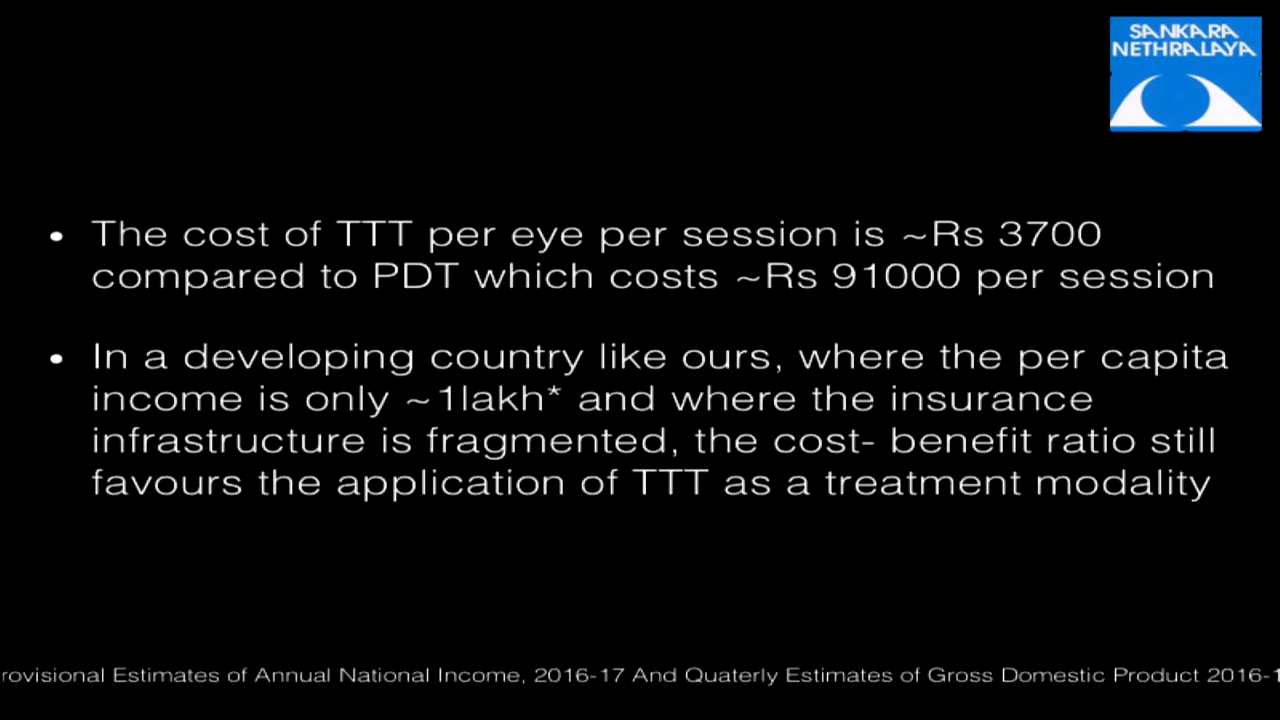 SANKARA
NETHRALAYA
• The cost of TTT per eye per session is ~Rs 3700
compared to PDT which costs ~Rs 91000 per session
• In a developing country like ours, where the per capita
income is only ~1lakh* and where the insurance
infrastructure is fragmented, the cost- benefit ratio still
favours the application of TTT as a treatment modality
rovisional Estimates of Annual National Income, 2016-17 And Quaterly Estimates of Gross Domestic Product 2016-1